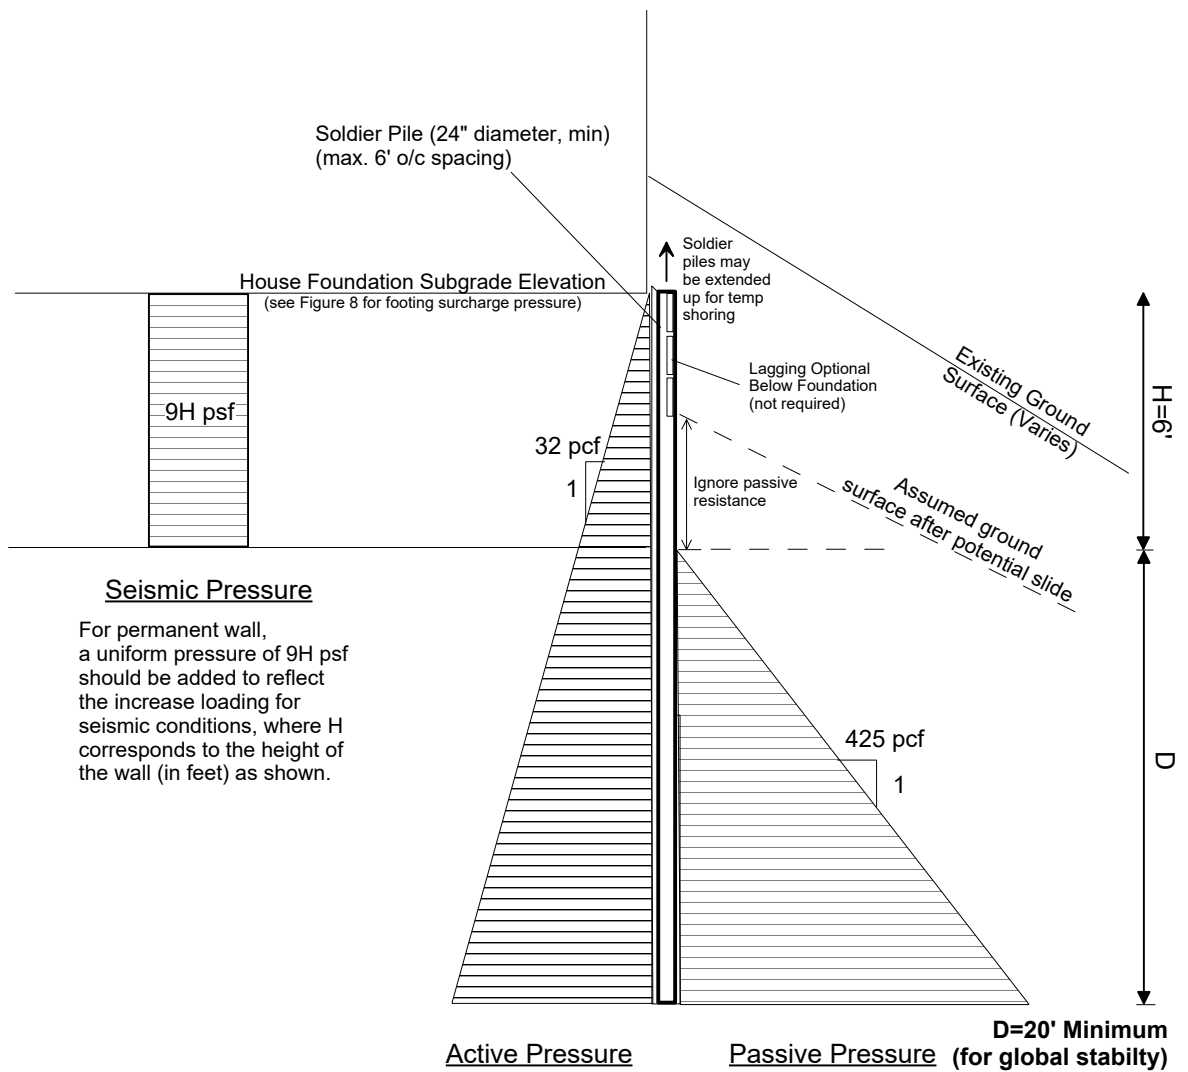 Soldier Pile (24" diameter, min)
(max. 6' o/c spacing)
Soldier
piles may
be extended
up for temp
shoring
House Foundation Subgrade Elevation
(see Figure 8 for footing surcharge pressure)
Existing Ground
Surface (Varies)
Lagging Optional
Below Foundation
(not required)
H=6'
9H psf
32 pcf
1
Ignore passive
resistance
Assumed ground
surface after potential slide
Seismic Pressure
For permanent wall,
a uniform pressure of 9H psf
should be added to reflect
the increase loading for
seismic conditions, where H
corresponds to the height of
the wall (in feet) as shown.
425 pcf
1
D
D=20' Minimum
(for global stabilty)
Active Pressure
Passive Pressure